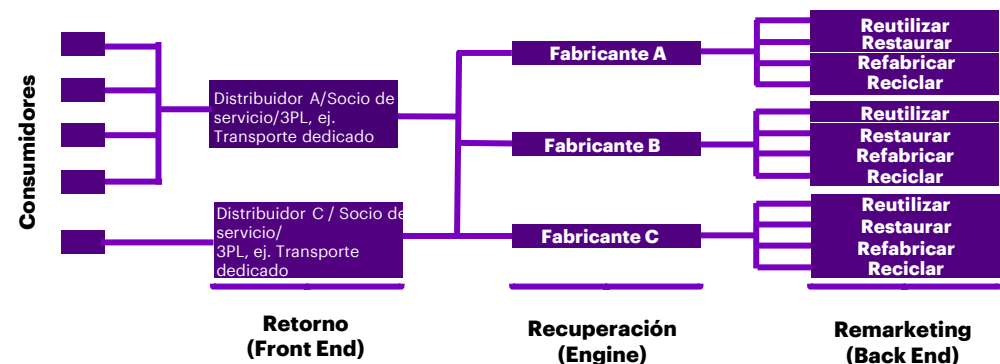 Consumidores
Distribuidor A/Socio de
servicio/3PL, ej.
Transporte dedicado
Distribuidor C / Socio de
servicio/
3PL, ej. Transporte
dedicado
Retorno
(Front End)
Fabricante A
Fabricante B
Fabricante C
Recuperación
(Engine)
Reutilizar
Restaurar
Refabricar
Reciclar
Reutilizar
Restaurar
Refabricar
Reciclar
Reutilizar
Restaurar
Refabricar
Reciclar
Remarketing
(Back End)